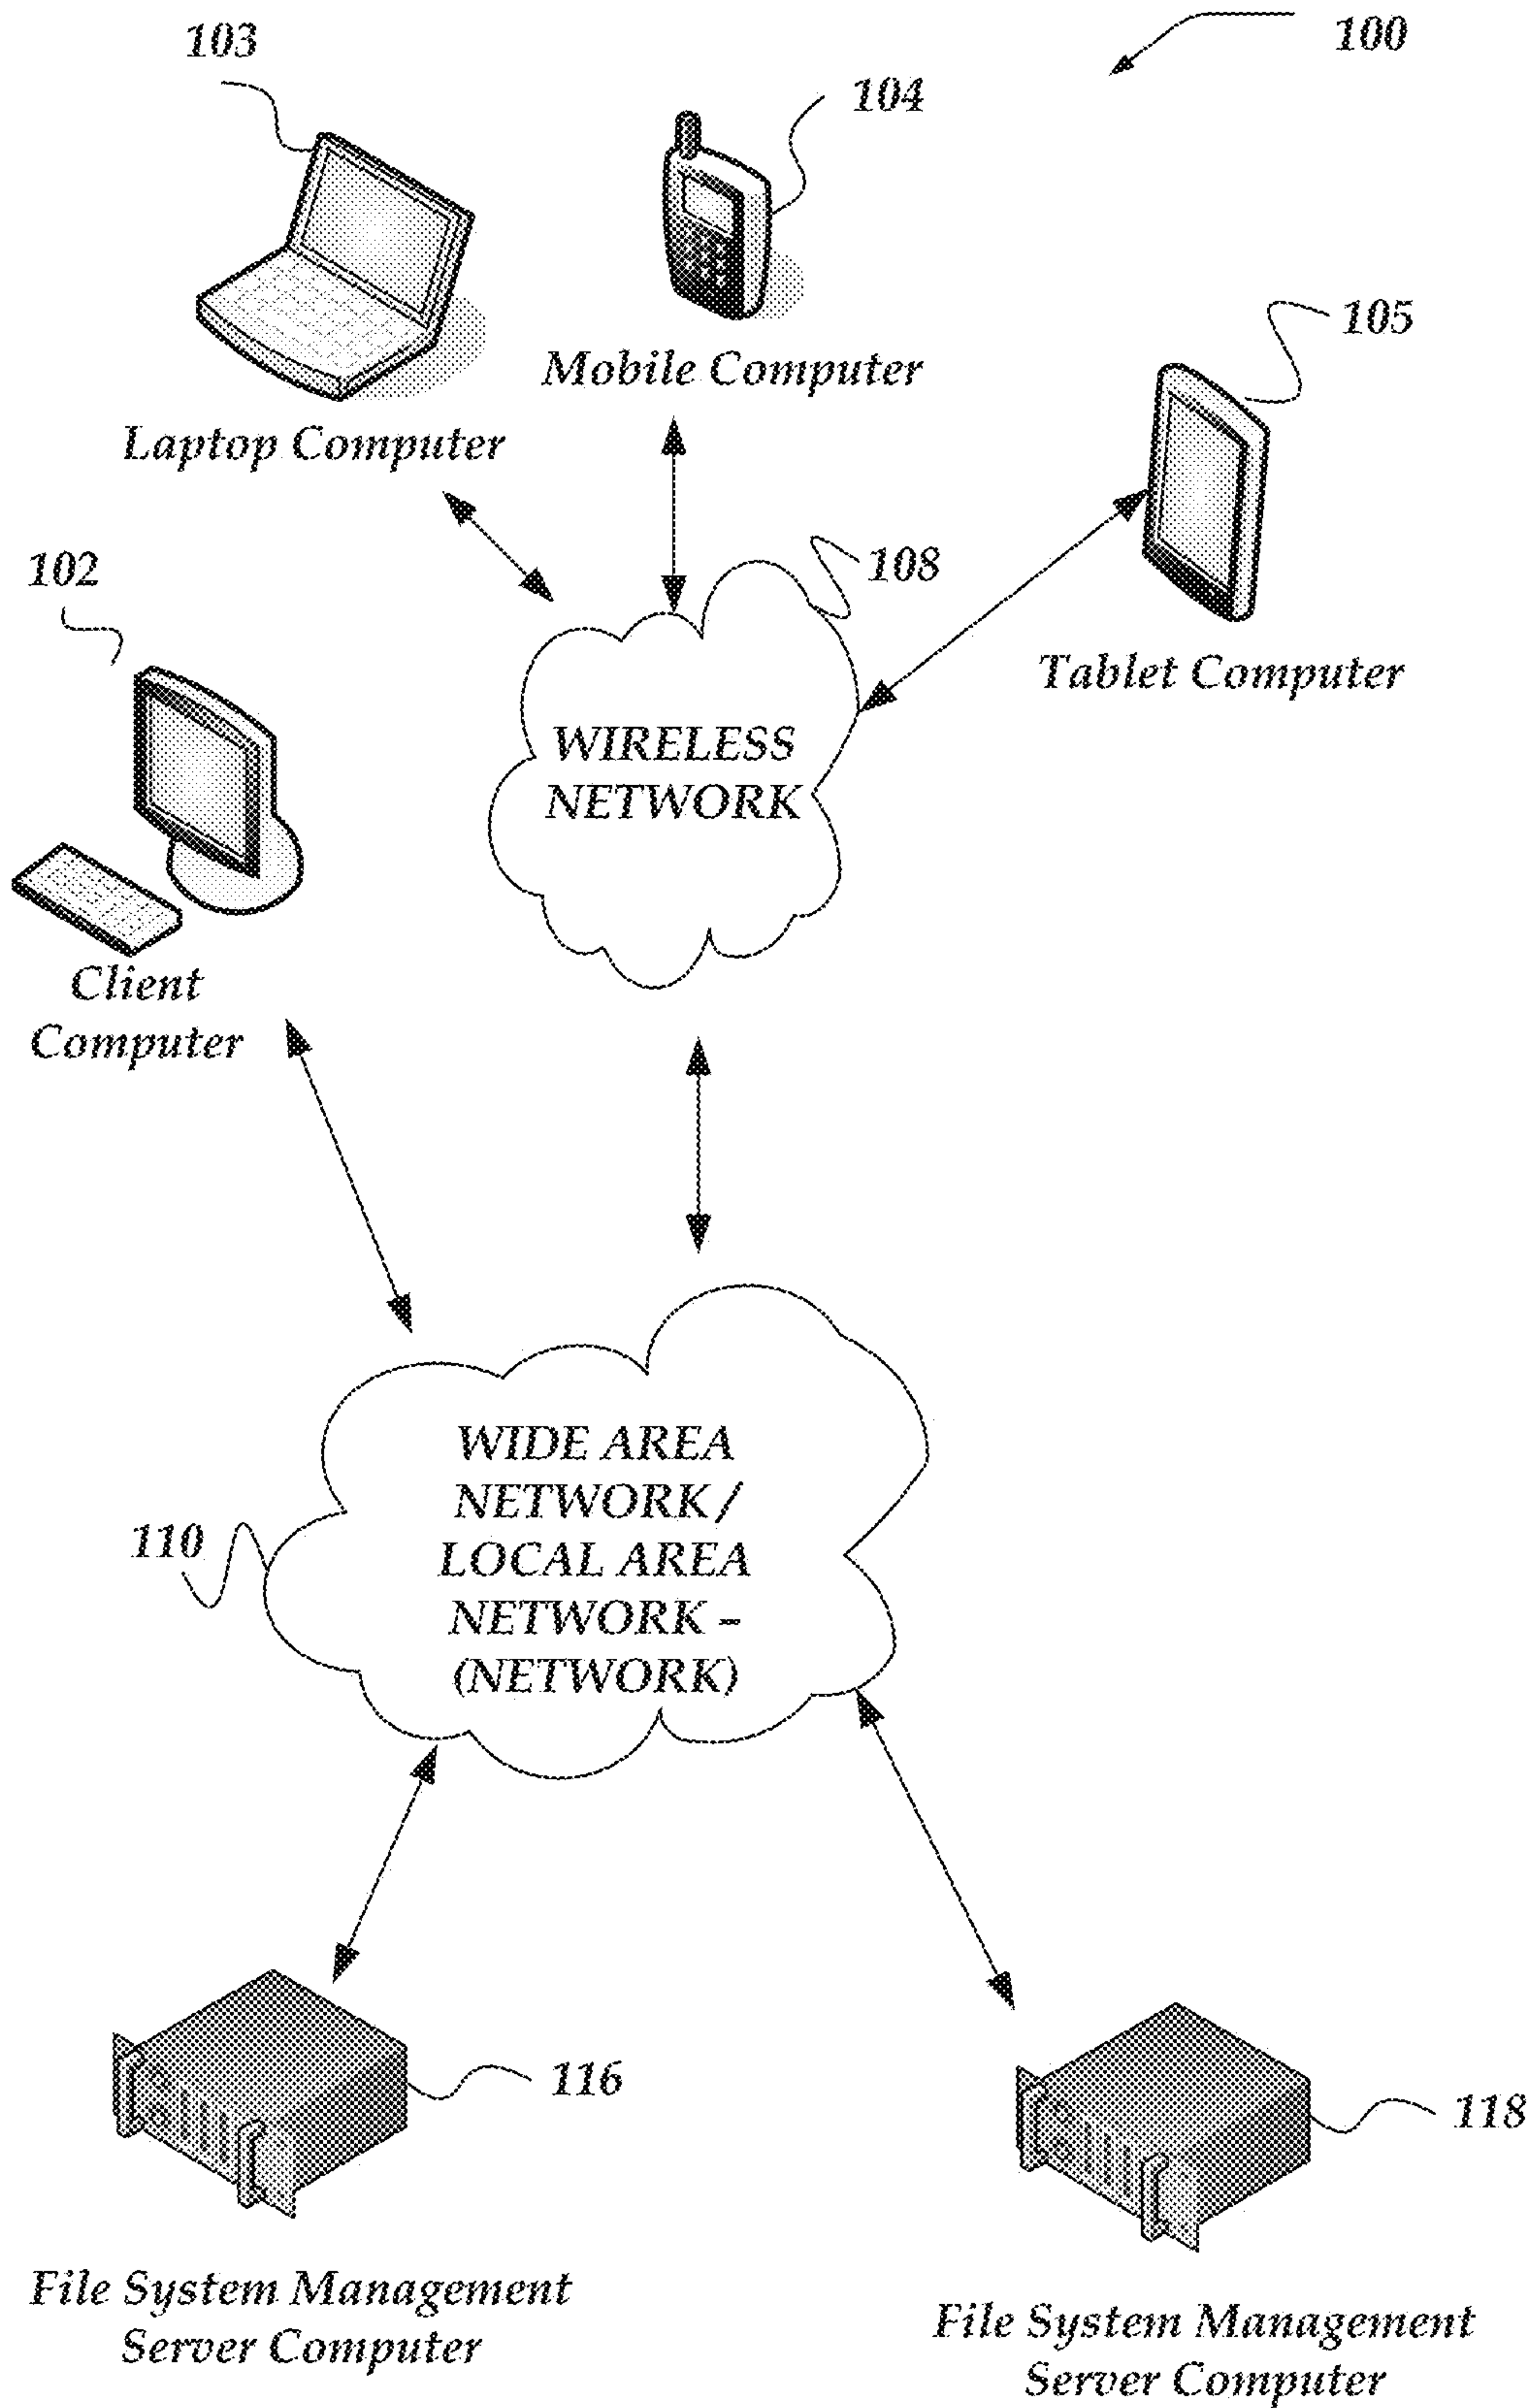 103
100
104
105
Mobile Computer
Laptop Computer
102
108
Tablet Computer
WIRELESS
NETWORK
Client
Computer
WIDE AREA
NETWORK /
LOCAL AREA
NETWORK –
(NETWORK)
110
116
118
File System Management
Server Computer
File System Management
Server Computer